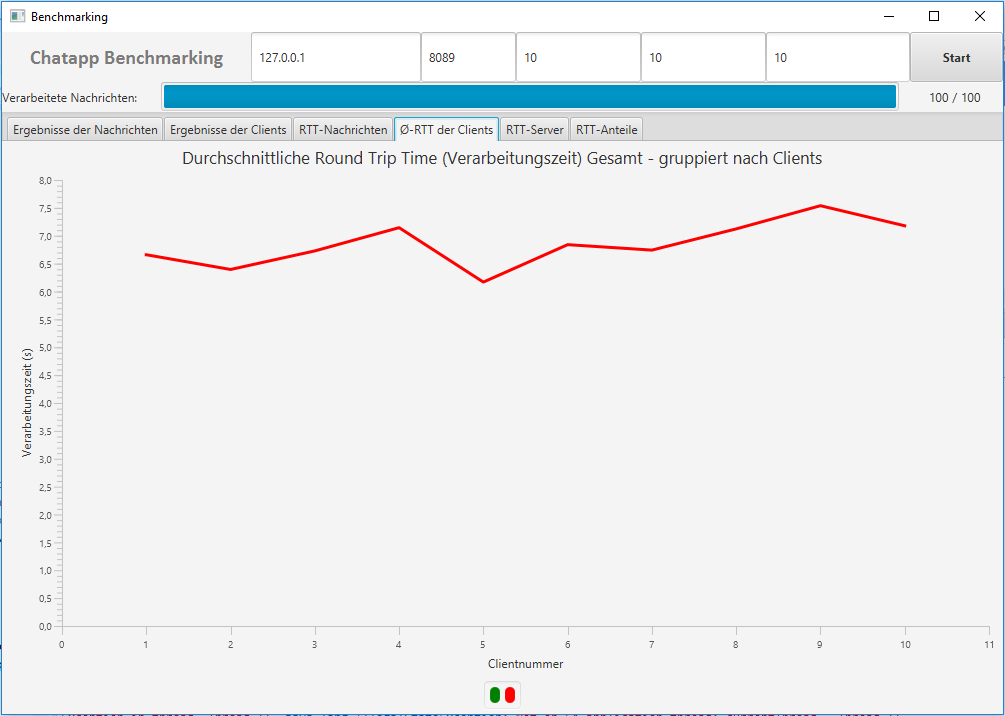 Benchmarking
Chatapp Benchmarking 127.0.0.1 8089 10 10 10 Start
Verarbeitete Nachrichten: 100 / 100
Ergebnisse der Nachrichten Ergebnisse der Clients RTT-Nachrichten Ø-RTT der Clients RTT-Server RTT-Anteile
Durchschnittliche Round Trip Time (Verarbeitungszeit) Gesamt - gruppiert nach Clients
8,0
7,5
7,0
6,5
6,0
5,5
5,0
4,5
4,0
3,5
3,0
2,5
2,0
1,5
1,0
0,5
0,0
Verarbeitungszeit (s)
0 1 2 3 4 5 6 7 8 9 10 11
Clientnummer